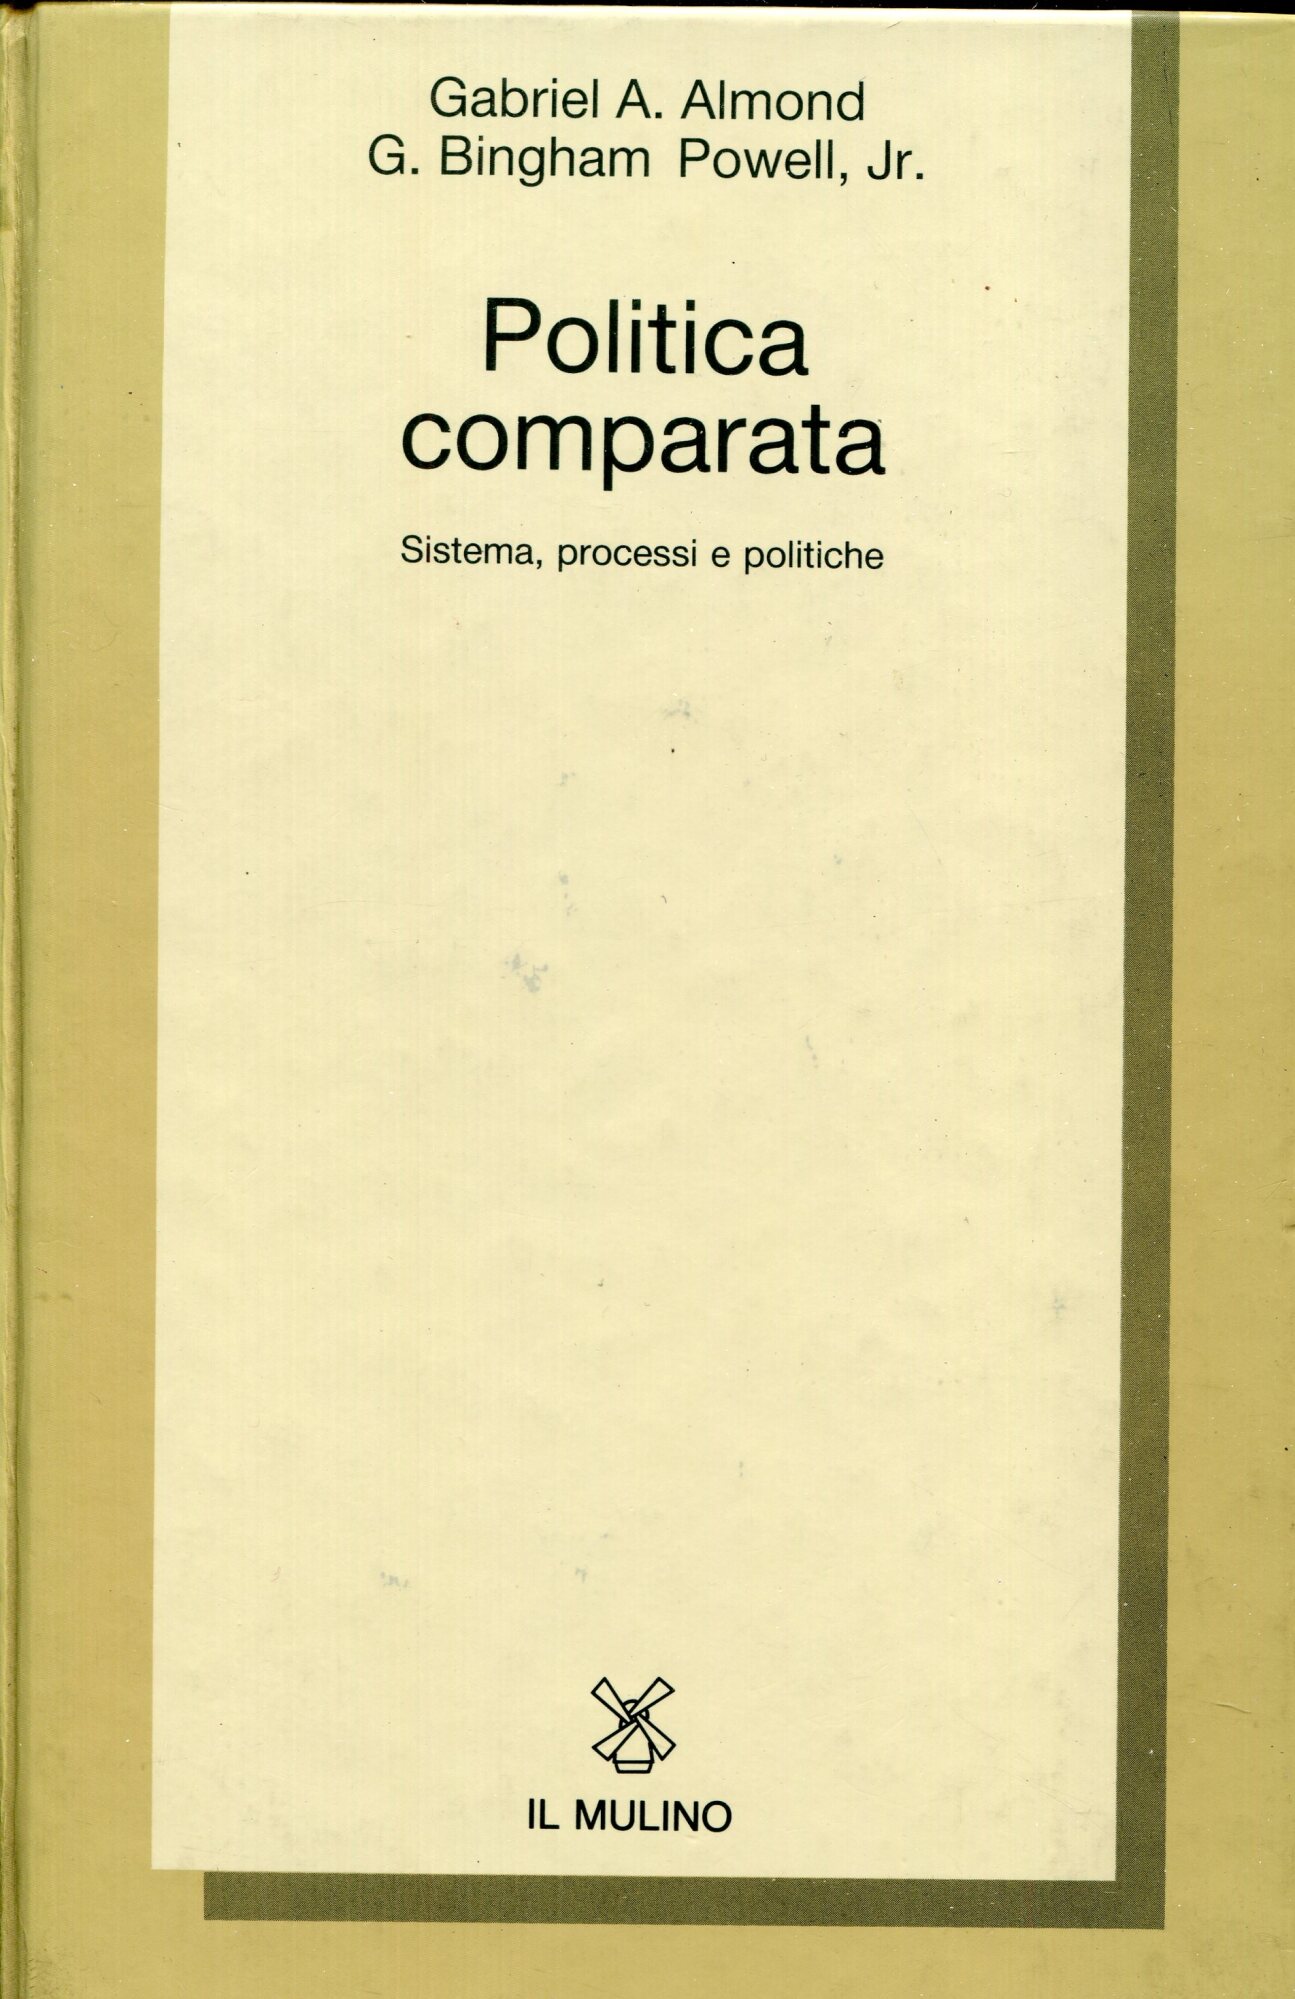 Gabriel A. Almond
G. Bingham Powell, Jr.
Politica
comparata
Sistema, processi e politiche
IL MULINO